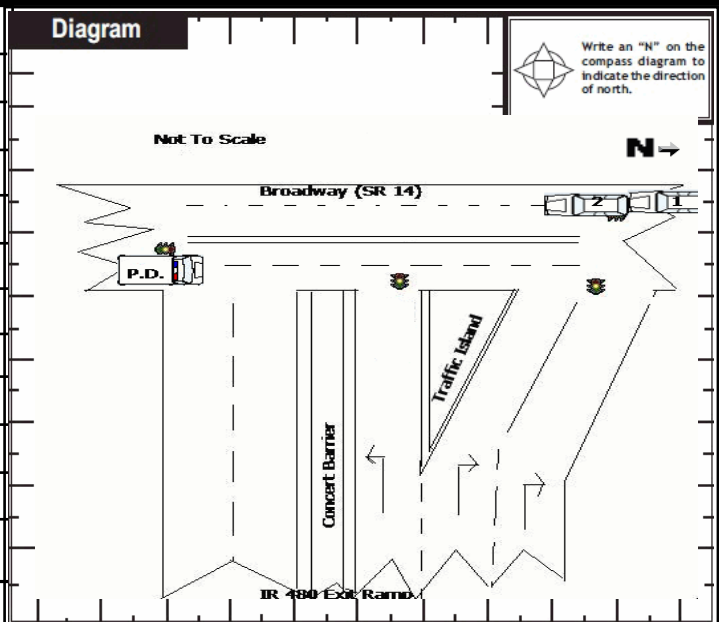 Diagram
Write an “N” on the
compass diagram to
indicate the direction
of north.
Not To Scale
N
Broadway (SR 14)
2
1
P.D.
Traffic Island
Concert Barrier
IR 480 Exit Ramp